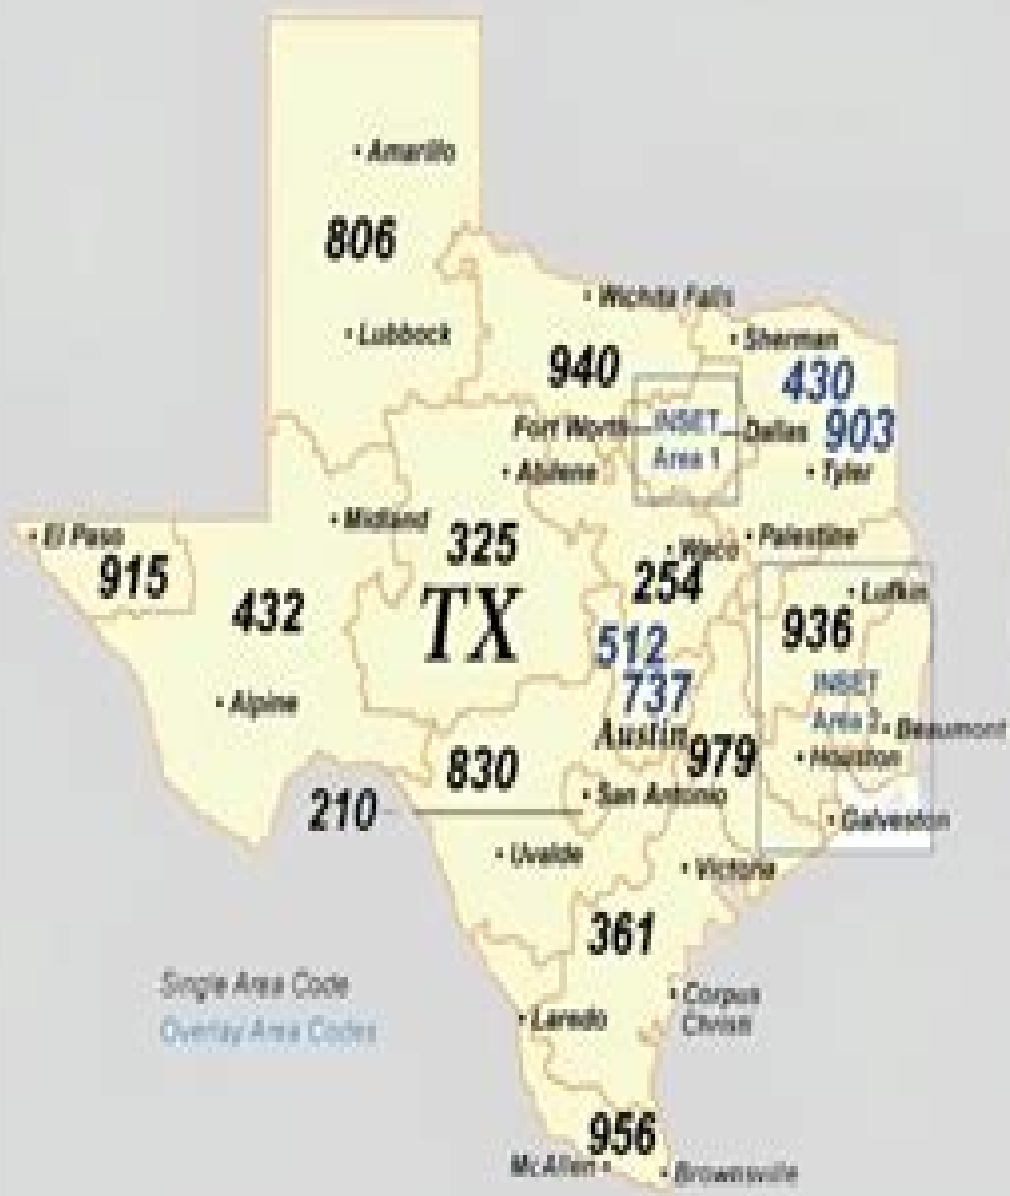 • Amarillo
806
• Lubbock
• Wichita Falls
• Sherman
940
430
903
Fort Worth
INSET
Area 1
Dallas
• Abilene
• Tyler
• El Paso
915
• Midland
325
• Waco
254
• Palestine
432
TX
• Lufkin
936
512
737
Austin
INSET
Area 2
• Alpine
• Beaumont
979
• Houston
830
210
• San Antonio
• Galveston
• Uvalde
• Victoria
361
Single Area Code
Overlay Area Codes
• Laredo
• Corpus
Christi
956
McAllen •
• Brownsville